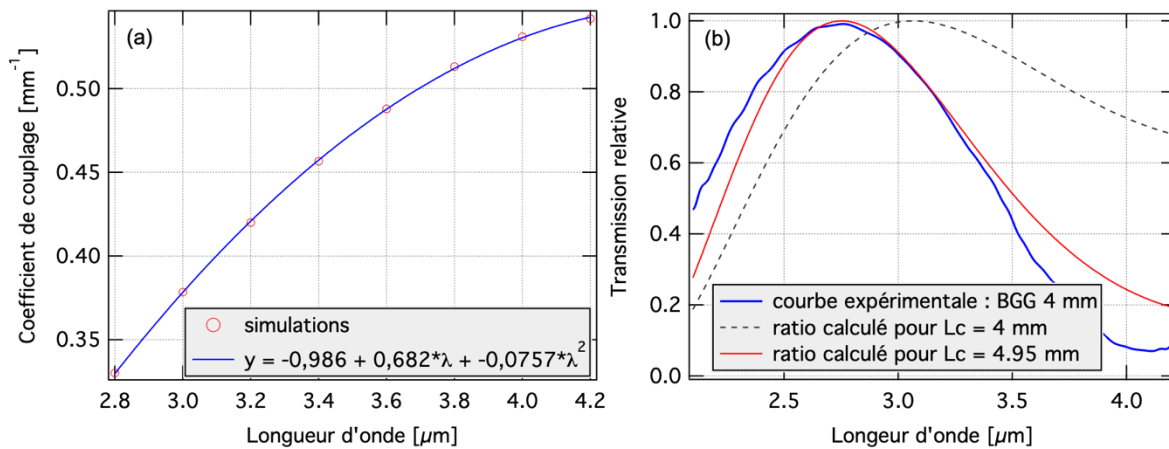 (a)
Coefficient de couplage [mm⁻¹]
0.50
0.45
0.40
0.35
simulations
y = -0,986 + 0,682*λ + -0,0757*λ²
2.8 3.0 3.2 3.4 3.6 3.8 4.0 4.2
Longueur d'onde [µm]
(b)
Transmission relative
1.0
0.8
0.6
0.4
0.2
0.0
courbe expérimentale : BGG 4 mm
ratio calculé pour Lc = 4 mm
ratio calculé pour Lc = 4.95 mm
2.5 3.0 3.5 4.0
Longeur d'onde [µm]